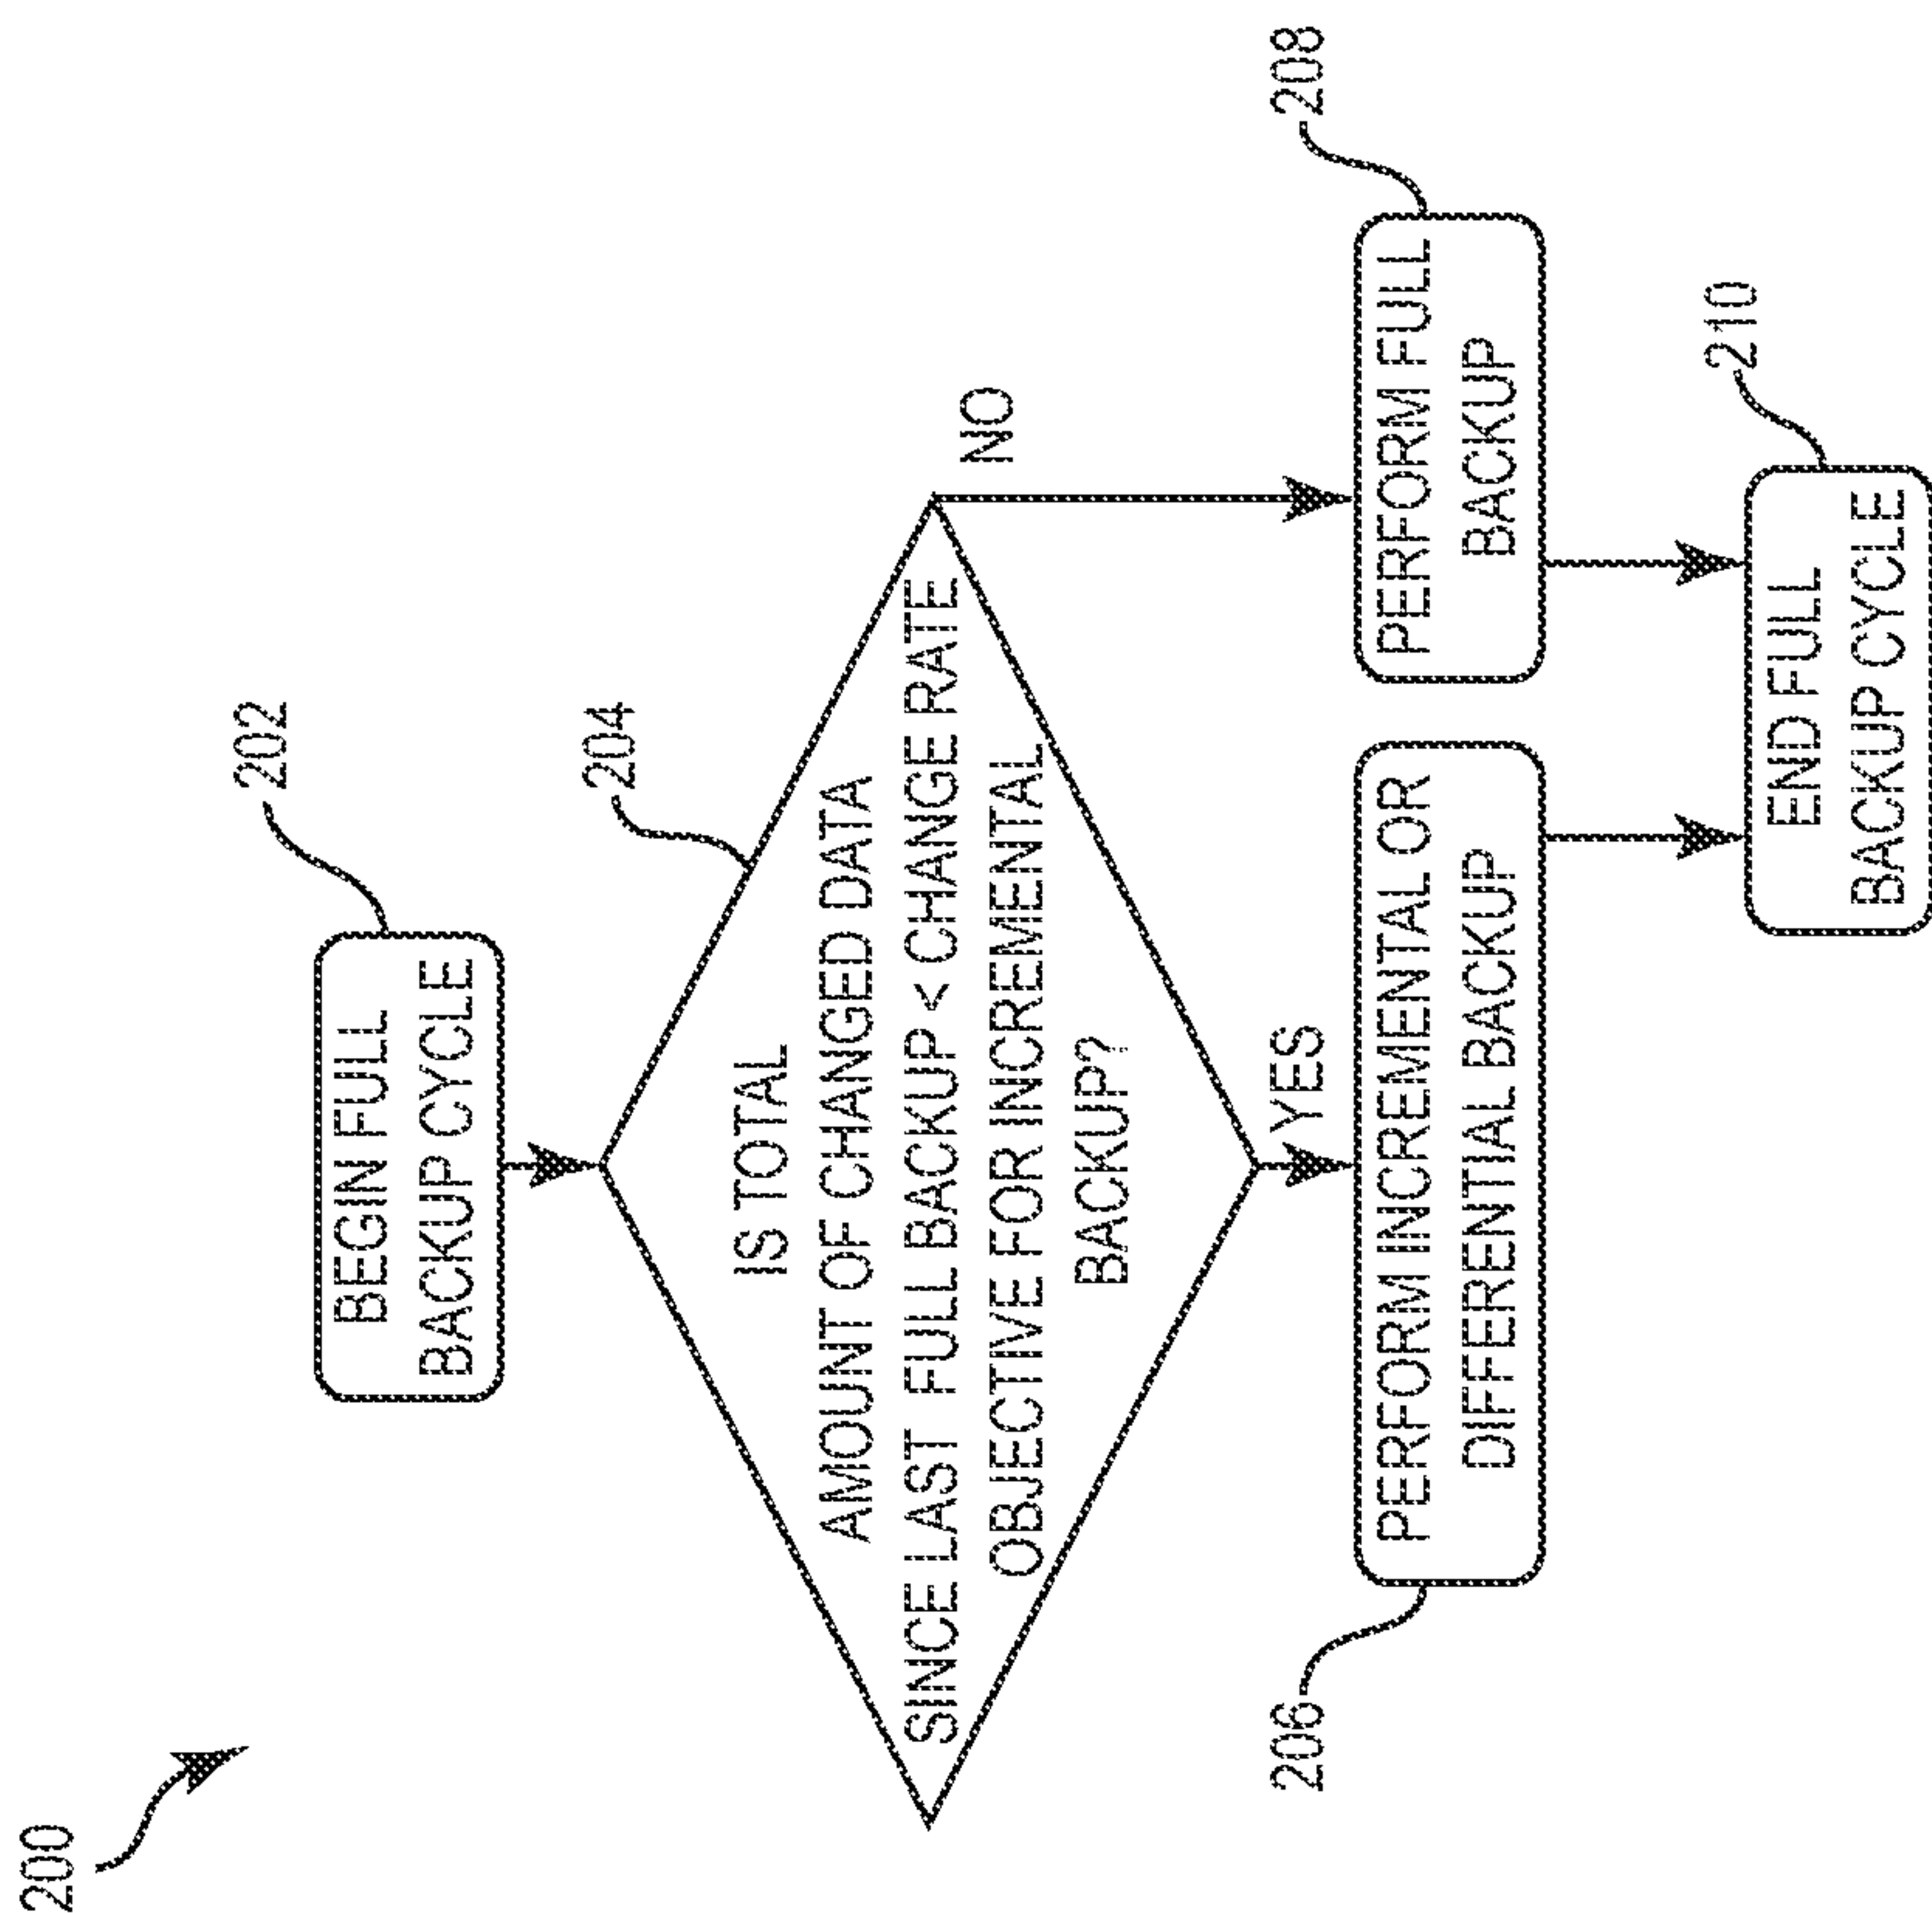 200
BEGIN FULL
BACKUP CYCLE
202
IS TOTAL
AMOUNT OF CHANGED DATA
SINCE LAST FULL BACKUP < CHANGE RATE
OBJECTIVE FOR INCREMENTAL
BACKUP?
204
YES
NO
206
PERFORM INCREMENTAL OR
DIFFERENTIAL BACKUP
PERFORM FULL
BACKUP
208
END FULL
BACKUP CYCLE
210